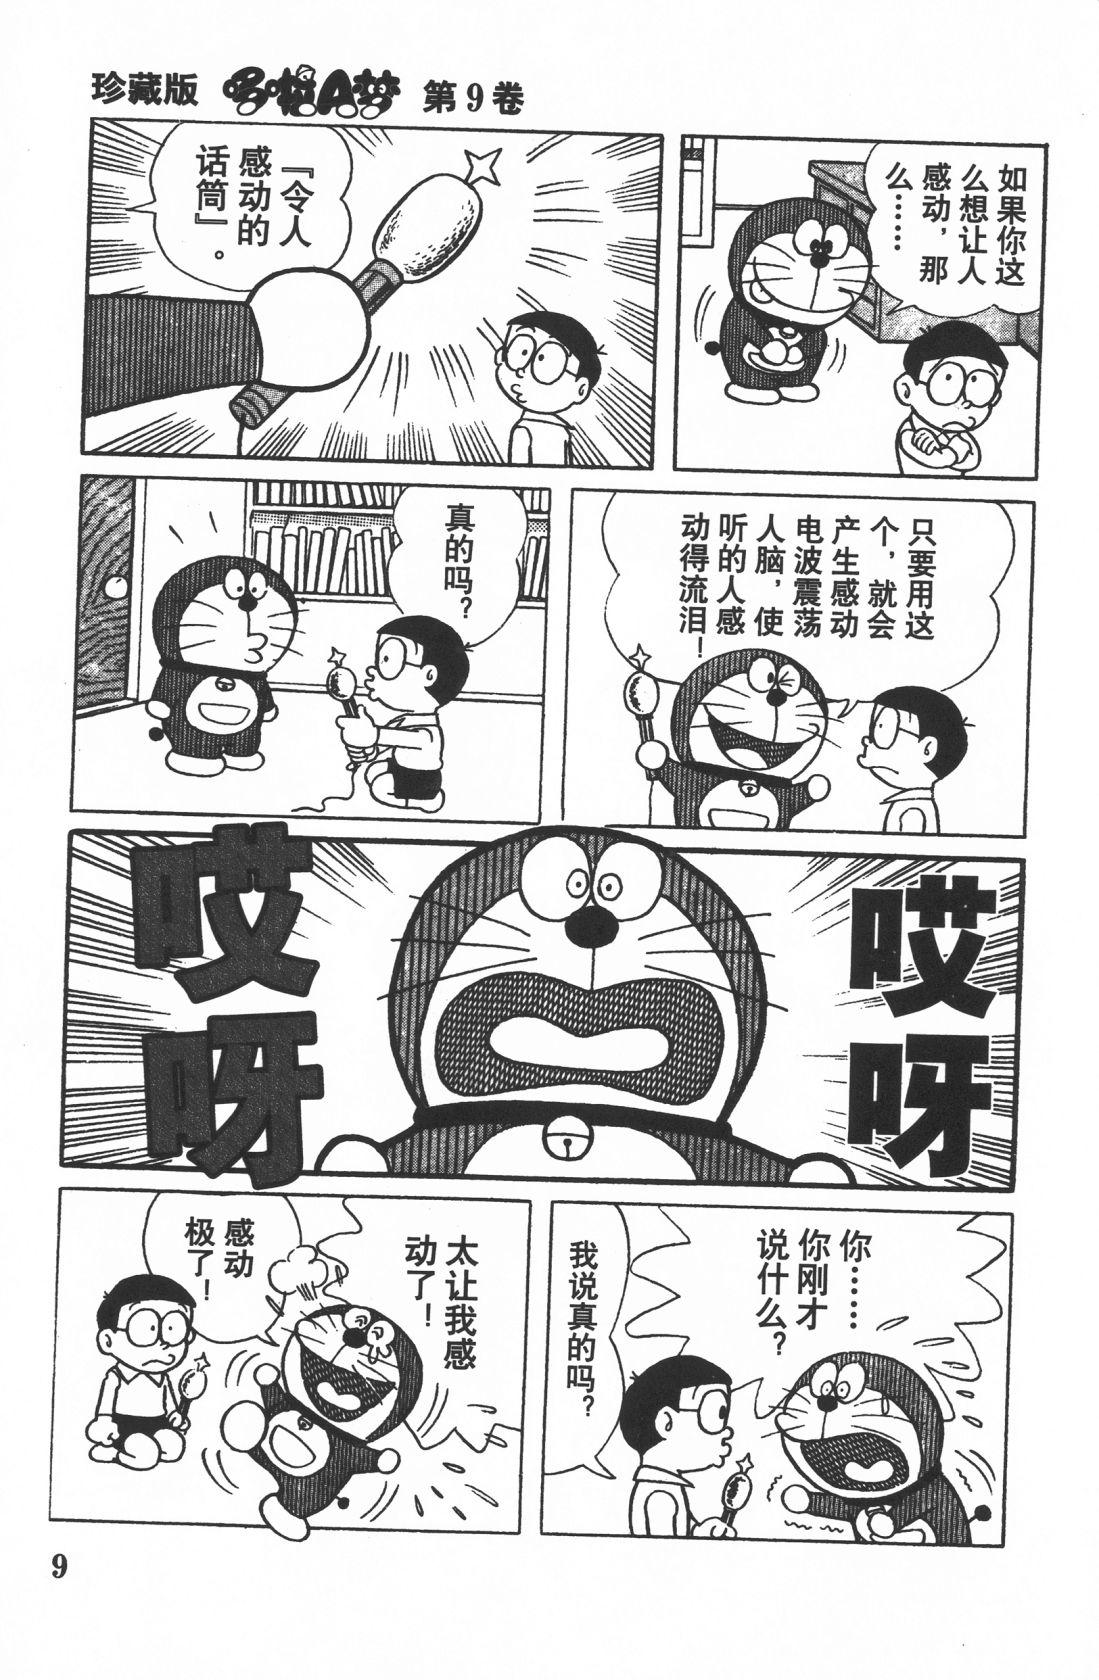 珍藏版 哆啦A梦 第9卷
如果你这
么想让人
感动，那
么……
『令人
感动的
话筒』。
只要用这
个，就会
产生感动
电波震荡
人脑，使
听的人感
动得流泪！
真的吗？
哎呀
哎呀
你……
你刚才
说什么？
我说真的吗？
太让我感
动了！
感动
极了！
9